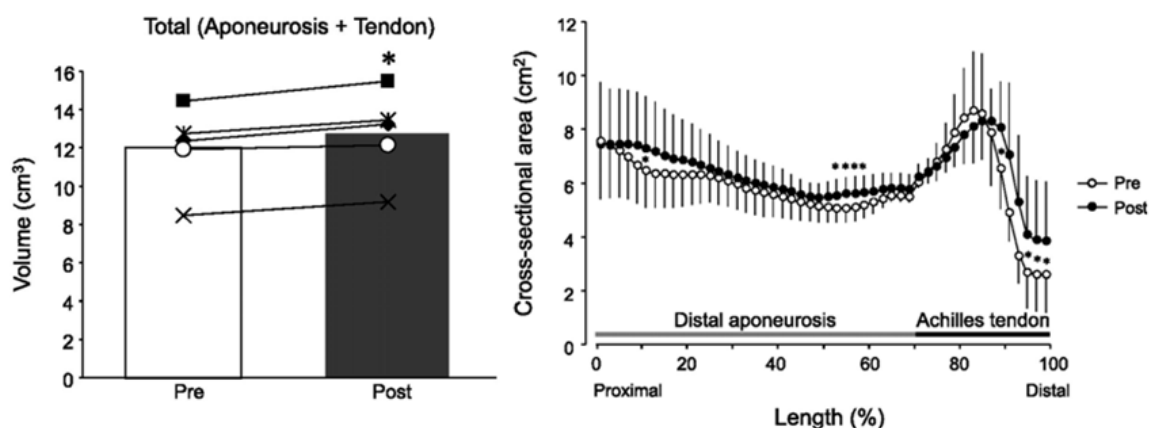 Total (Aponeurosis + Tendon)
*
16
14
12
10
8
6
4
2
0
Volume (cm³)
Pre
Post
12
10
8
6
4
2
0
Cross-sectional area (cm²)
*
****
*
***
Distal aponeurosis
Achilles tendon
0
20
40
60
80
100
Proximal
Distal
Length (%)
Pre
Post